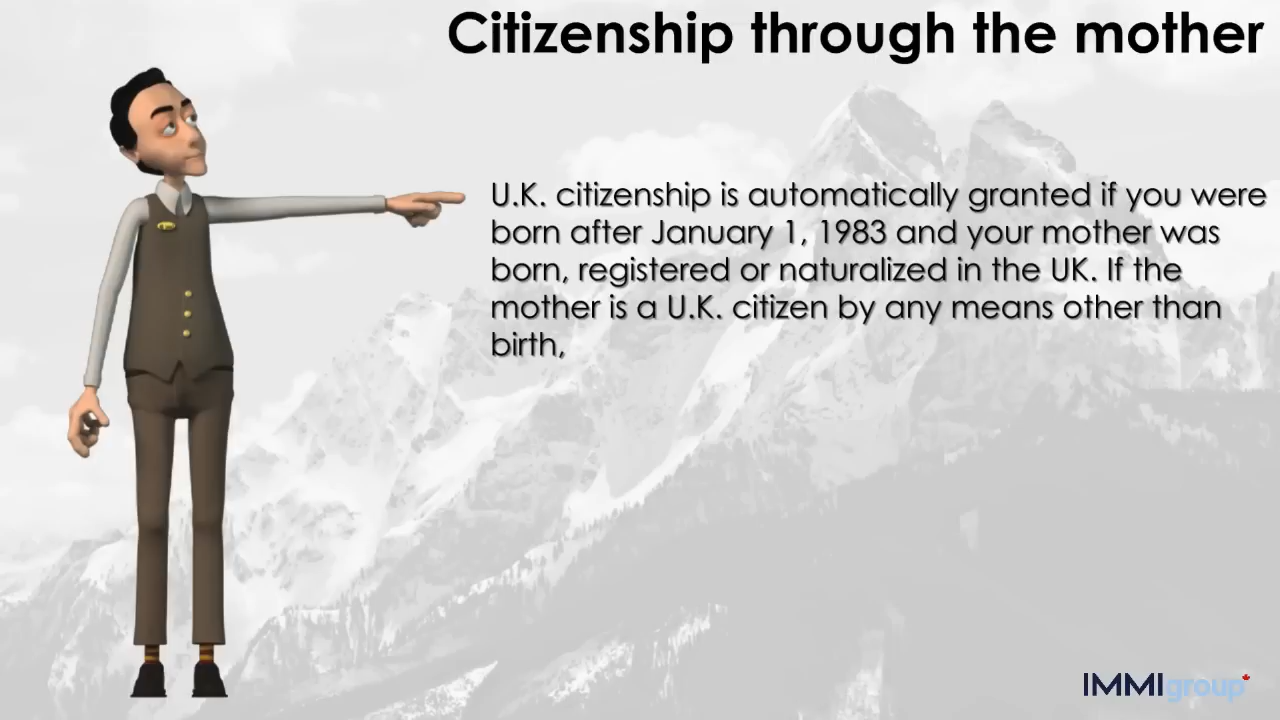 Citizenship through the mother
U.K. citizenship is automatically granted if you were
born after January 1, 1983 and your mother was
born, registered or naturalized in the UK. If the
mother is a U.K. citizen by any means other than
birth,
IMMIgroup